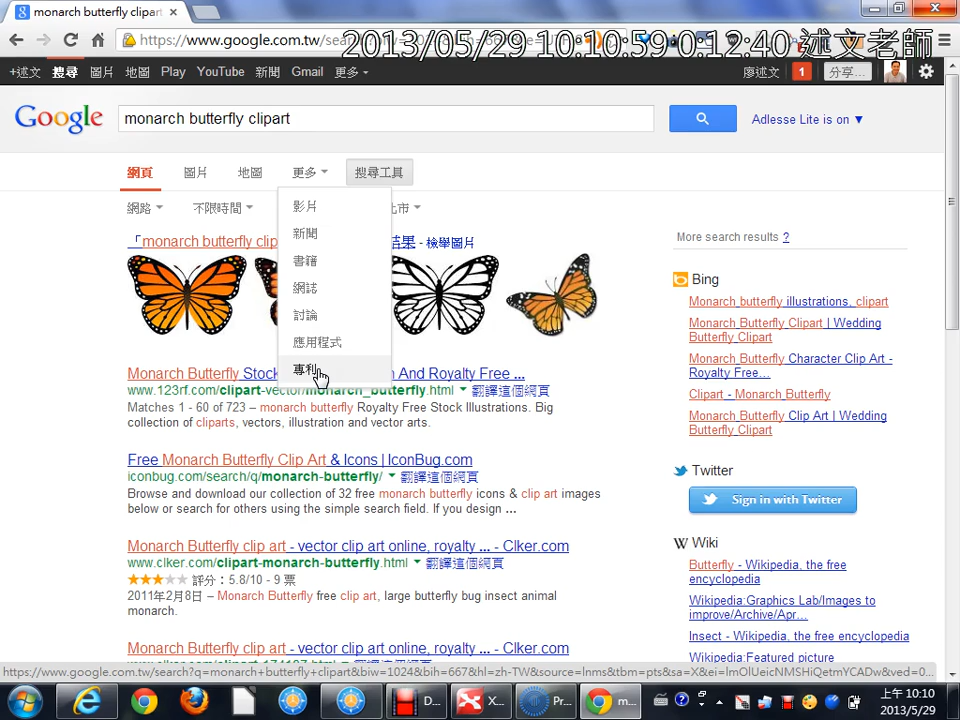 monarch butterfly clipart
https://www.google.com.tw/sear
2013/05/29 10:10:59 0:12:40 述文老師
+述文 搜尋 圖片 地圖 Play YouTube 新聞 Gmail 更多 廖述文 1 分享...
Google monarch butterfly clipart Adlesse Lite is on ▼
網頁 圖片 地圖 更多 搜尋工具
網路 不限時間 北市
影片
新聞
書籍
網誌
討論
應用程式
專利
「monarch butterfly clip 結果 - 檢舉圖片
Monarch Butterfly Stock And Royalty Free ...
www.123rf.com/clipart-vector/monarch_butterfly.html 翻譯這個網頁
Matches 1 - 60 of 723 – monarch butterfly Royalty Free Stock Illustrations. Big
collection of cliparts, vectors, illustration and vector arts.
Free Monarch Butterfly Clip Art & Icons | IconBug.com
iconbug.com/search/q/monarch-butterfly/ 翻譯這個網頁
Browse and download our collection of 32 free monarch butterfly icons & clip art images
below or search for others using the simple search field. If you design ...
Monarch Butterfly clip art - vector clip art online, royalty ... - Clker.com
www.clker.com/clipart-monarch-butterfly.html 翻譯這個網頁
評分：5.8/10 - 9 票
2011年2月8日 – Monarch Butterfly free clip art, large butterfly bug insect animal
monarch.
Monarch Butterfly clip art - vector clip art online, royalty ... - Clker.com
More search results ?
Bing
Monarch butterfly illustrations, clipart
Monarch Butterfly Clipart | Wedding
Butterfly Clipart
Monarch Butterfly Character Clip Art -
Royalty Free…
Clipart - Monarch Butterfly
Monarch Butterfly Clip Art | Wedding
Butterfly Clipart
Twitter
Sign in with Twitter
W Wiki
Butterfly - Wikipedia, the free
encyclopedia
Wikipedia:Graphics Lab/Images to
improve/Archive/Apr…
Insect - Wikipedia, the free encyclopedia
Wikipedia:Featured picture
https://www.google.com.tw/search?q=monarch+butterfly+clipart&biw=1024&bih=667&hl=zh-TW&source=lnms&tbm=pts&sa=X&ei=lmOlUeicNMSHiQetmYCADw&ved=0...
D... X... Pr... m...
上午 10:10
2013/5/29